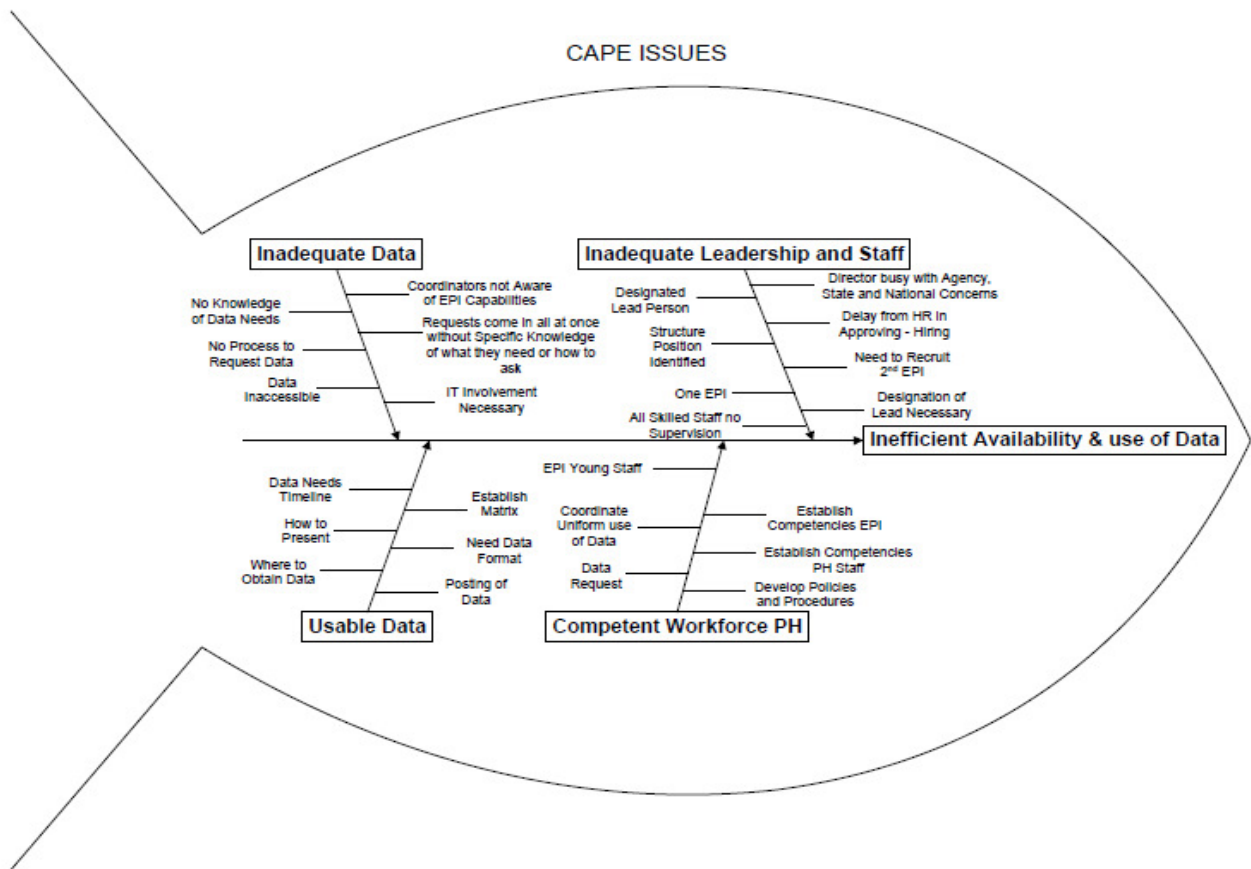 CAPE ISSUES
Inadequate Data
No Knowledge
of Data Needs
No Process to
Request Data
Data
Inaccessible
Coordinators not Aware
of EPI Capabilities
Requests come in all at once
without Specific Knowledge
of what they need or how to
ask
IT Involvement
Necessary
Inadequate Leadership and Staff
Designated
Lead Person
Structure
Position
Identified
One EPI
All Skilled Staff no
Supervision
Director busy with Agency,
State and National Concerns
Delay from HR in
Approving - Hiring
Need to Recruit
2nd EPI
Designation of
Lead Necessary
Inefficient Availability & use of Data
Data Needs
Timeline
How to
Present
Where to
Obtain Data
Establish
Matrix
Need Data
Format
Posting of
Data
Usable Data
EPI Young Staff
Coordinate
Uniform use
of Data
Data
Request
Establish
Competencies EPI
Establish Competencies
PH Staff
Develop Policies
and Procedures
Competent Workforce PH